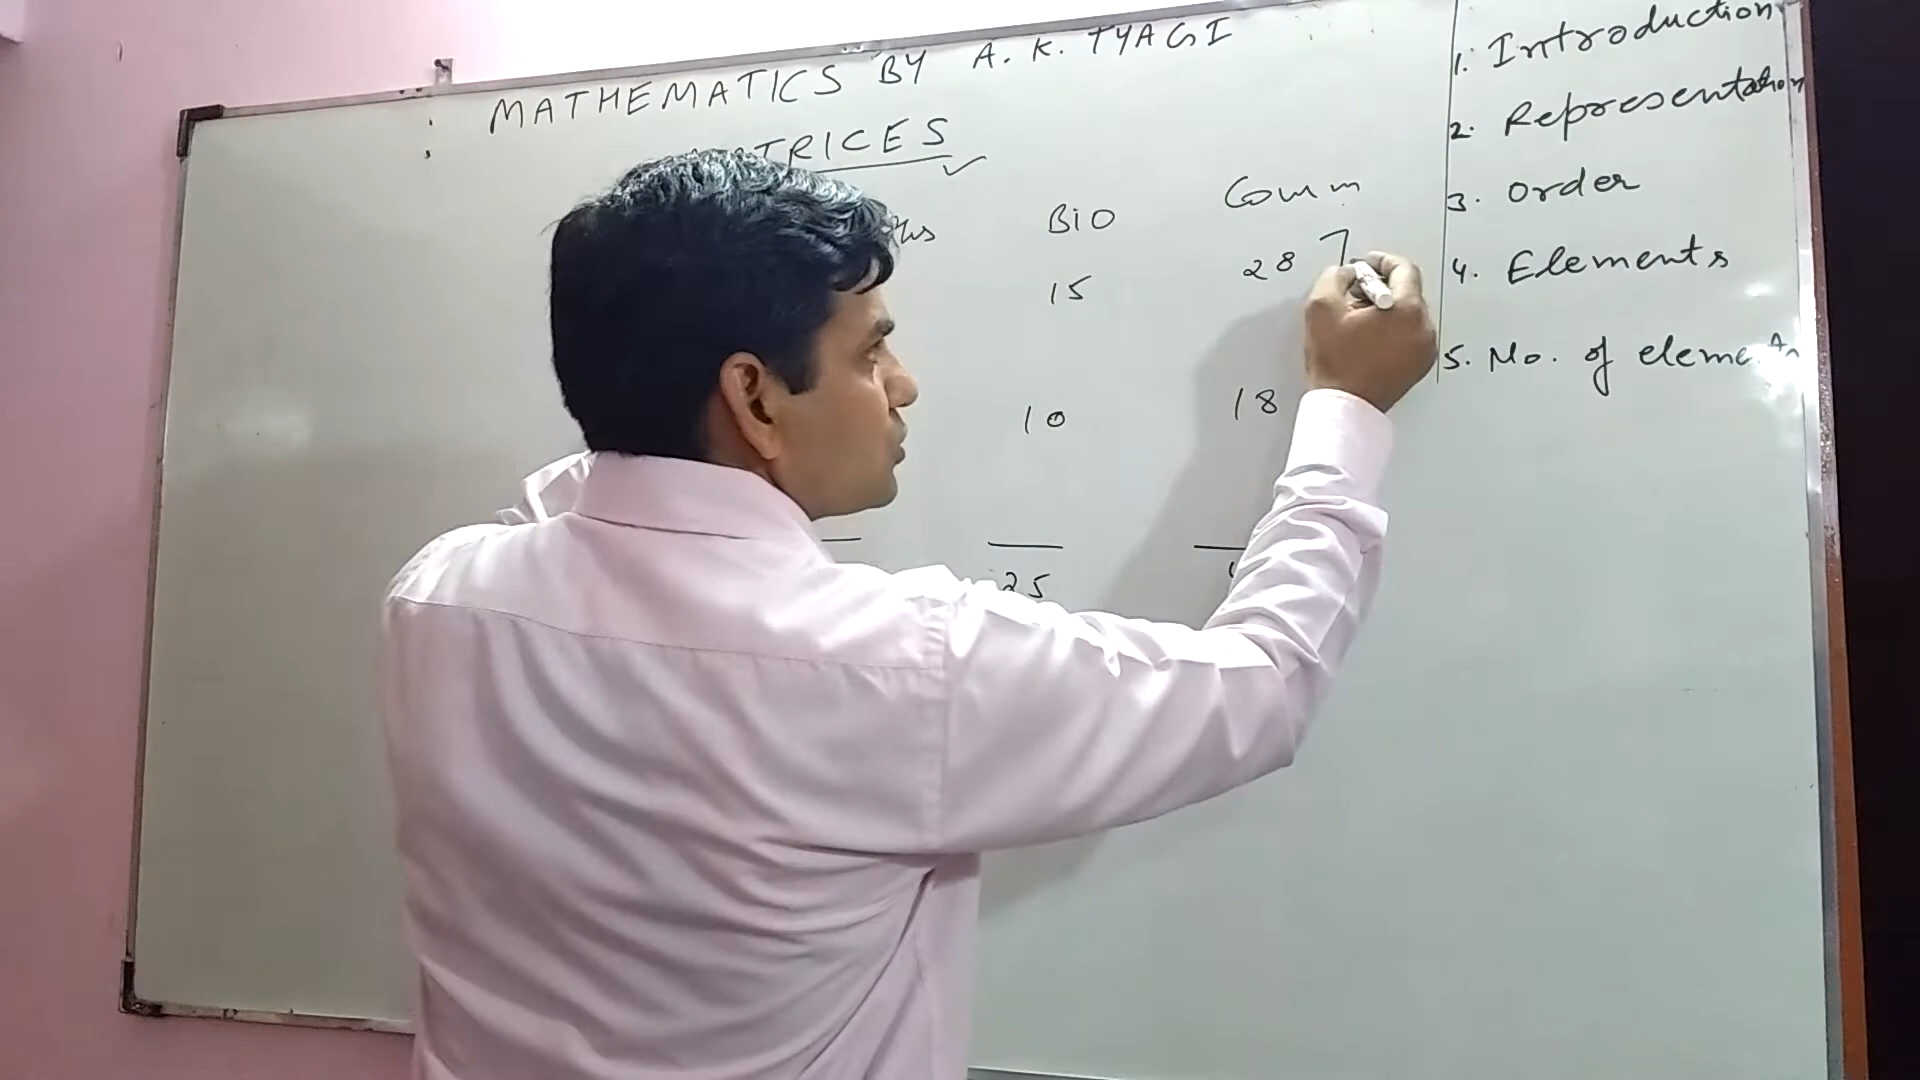 MATHEMATICS BY A. K. TYAGI
MATRICES
Bio Comm
15 28 ]
10 18
25
1. Introduction
2. Representation
3. Order
4. Elements
5. No. of elements